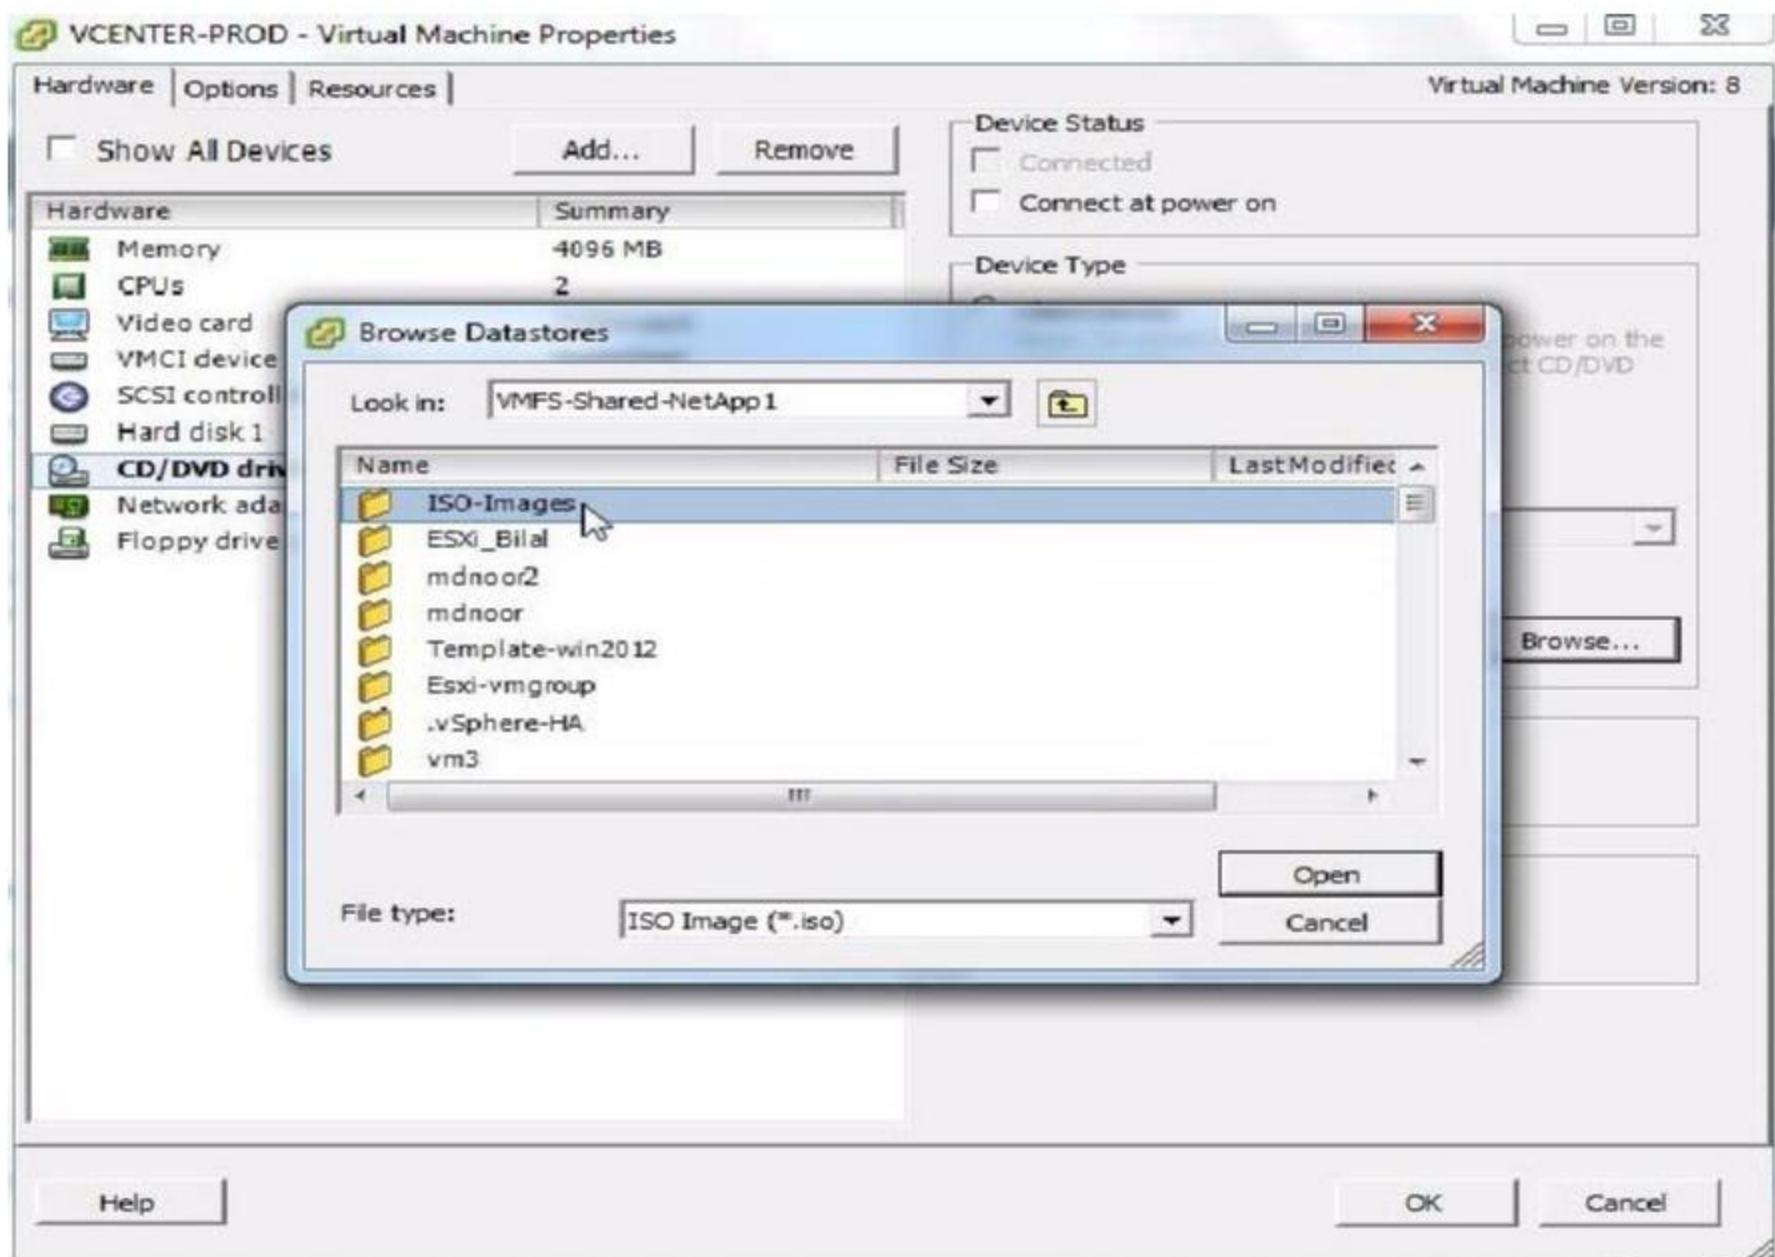 VCENTER-PROD - Virtual Machine Properties
Hardware Options Resources
Virtual Machine Version: 8
Show All Devices
Add...
Remove
Hardware Summary
Memory 4096 MB
CPUs 2
Video card
VMCI device
SCSI controll
Hard disk 1
CD/DVD driv
Network ada
Floppy drive
Device Status
Connected
Connect at power on
Device Type
power on the
ct CD/DVD
Browse...
Browse Datastores
Look in: VMFS-Shared-NetApp1
Name File Size LastModified
ISO-Images
ESXi_Bilal
mdnoor2
mdnoor
Template-win2012
Esxi-vmgroup
.vSphere-HA
vm3
Open
File type: ISO Image (*.iso)
Cancel
Help
OK
Cancel